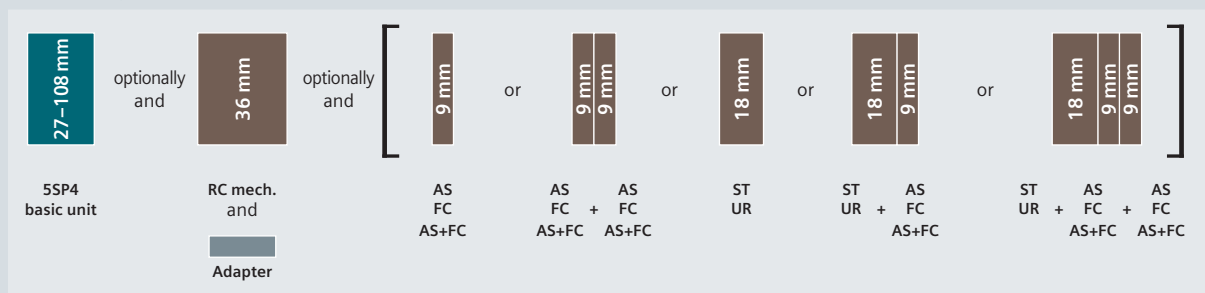 27–108 mm
optionally
and
36 mm
optionally
and
9 mm
or
9 mm
9 mm
or
18 mm
or
18 mm
9 mm
or
18 mm
9 mm
9 mm
5SP4
basic unit
RC mech.
and
Adapter
AS
FC
AS+FC
AS AS
FC + FC
AS+FC AS+FC
ST
UR
ST AS
UR + FC
AS+FC
ST AS AS
UR + FC + FC
AS+FC AS+FC